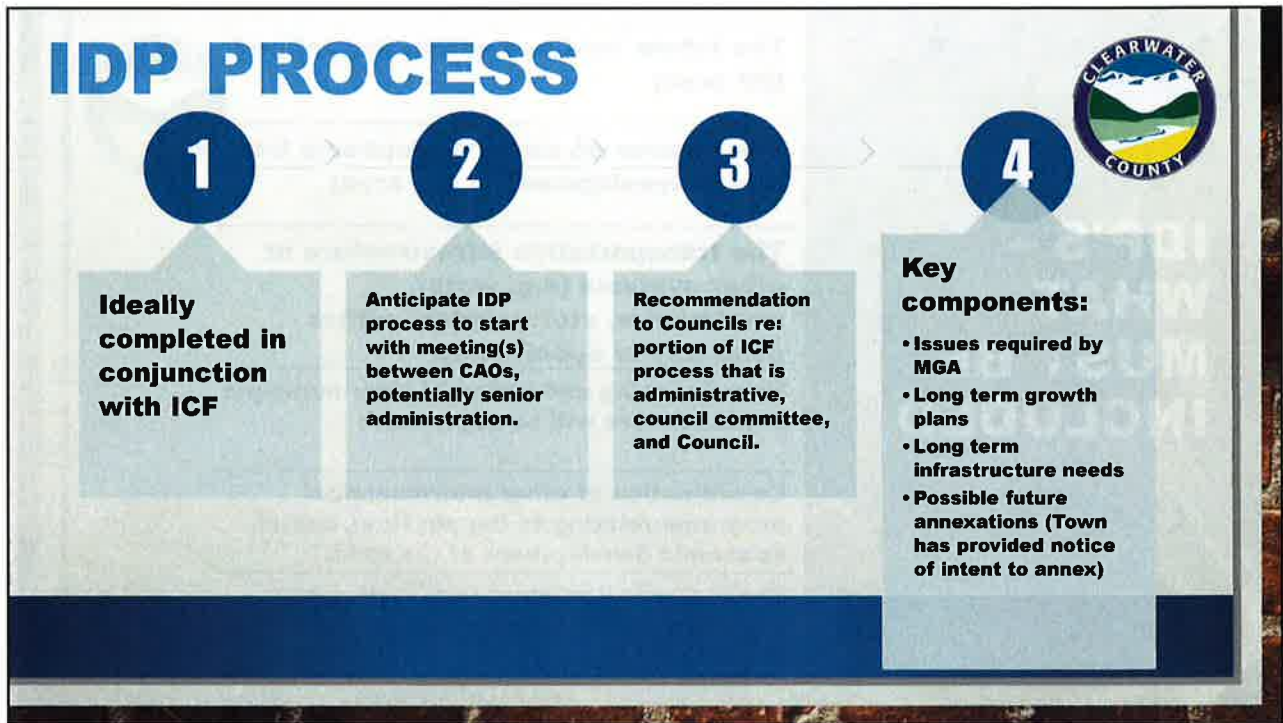 IDP PROCESS
CLEARWATER
COUNTY
1
2
3
4
Ideally
completed in
conjunction
with ICF
Anticipate IDP
process to start
with meeting(s)
between CAOs,
potentially senior
administration.
Recommendation
to Councils re:
portion of ICF
process that is
administrative,
council committee,
and Council.
Key
components:
• Issues required by
MGA
• Long term growth
plans
• Long term
infrastructure needs
• Possible future
annexations (Town
has provided notice
of intent to annex)